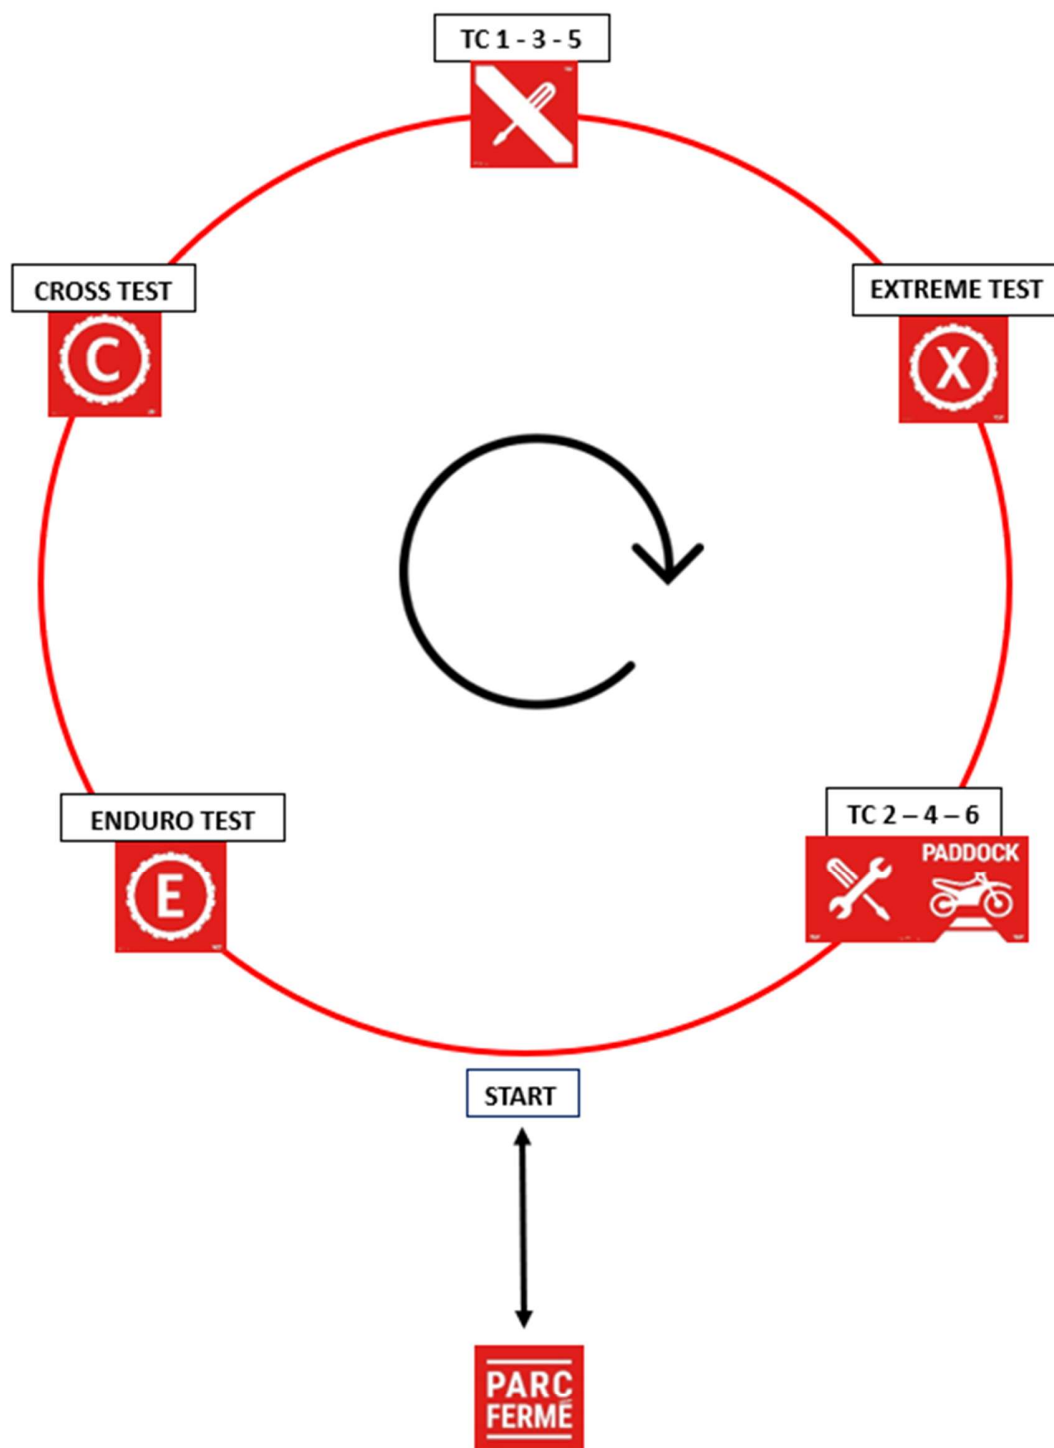 TC 1 - 3 - 5
CROSS TEST
C
EXTREME TEST
X
ENDURO TEST
E
TC 2 – 4 – 6
PADDOCK
START
PARC
FERMÉ